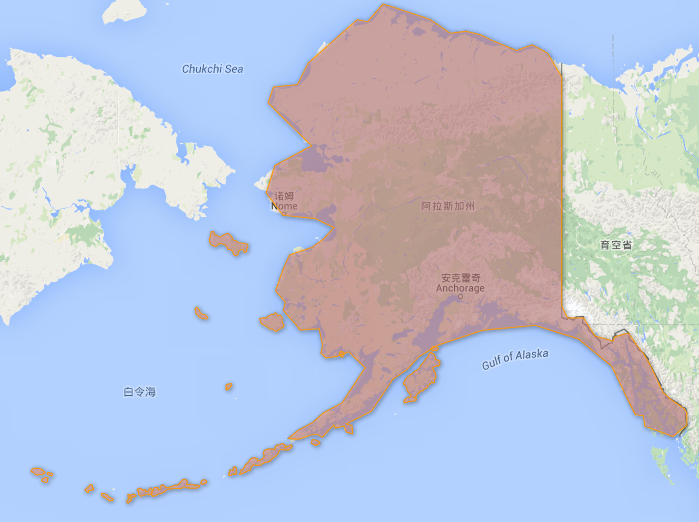 Chukchi Sea
诺姆
Nome
阿拉斯加州
育空省
安克雷奇
Anchorage
Gulf of Alaska
白令海